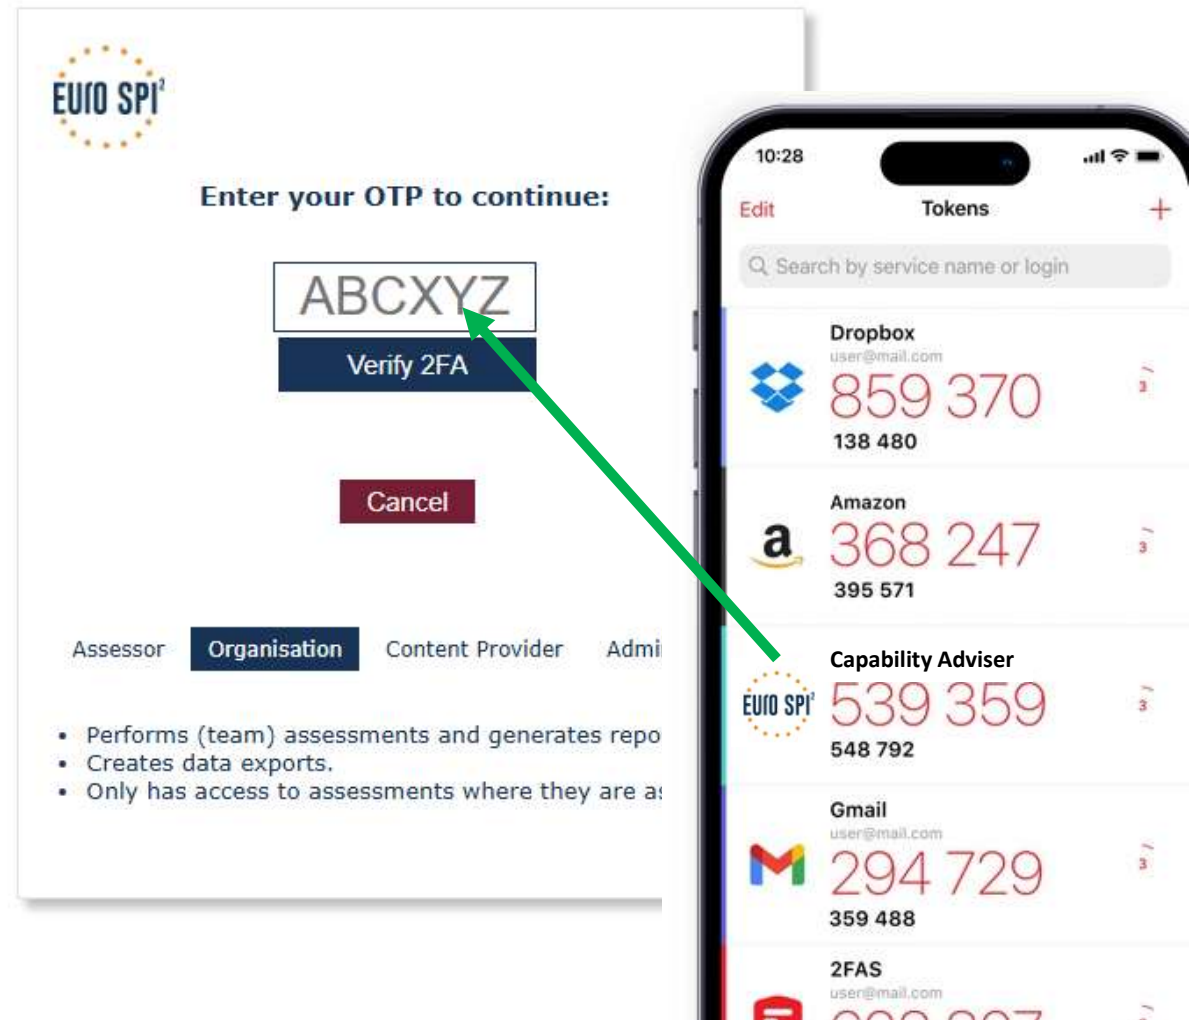 EURO SPI²
Enter your OTP to continue:
ABCXYZ
Verify 2FA
Cancel
Assessor Organisation Content Provider Admi
• Performs (team) assessments and generates repo
• Creates data exports.
• Only has access to assessments where they are as
10:28
Edit Tokens +
Search by service name or login
Dropbox
user@mail.com
859 370 3
138 480
Amazon
368 247 3
395 571
Capability Adviser
EURO SPI² 539 359 3
548 792
Gmail
user@mail.com
294 729 3
359 488
2FAS
user@mail.com